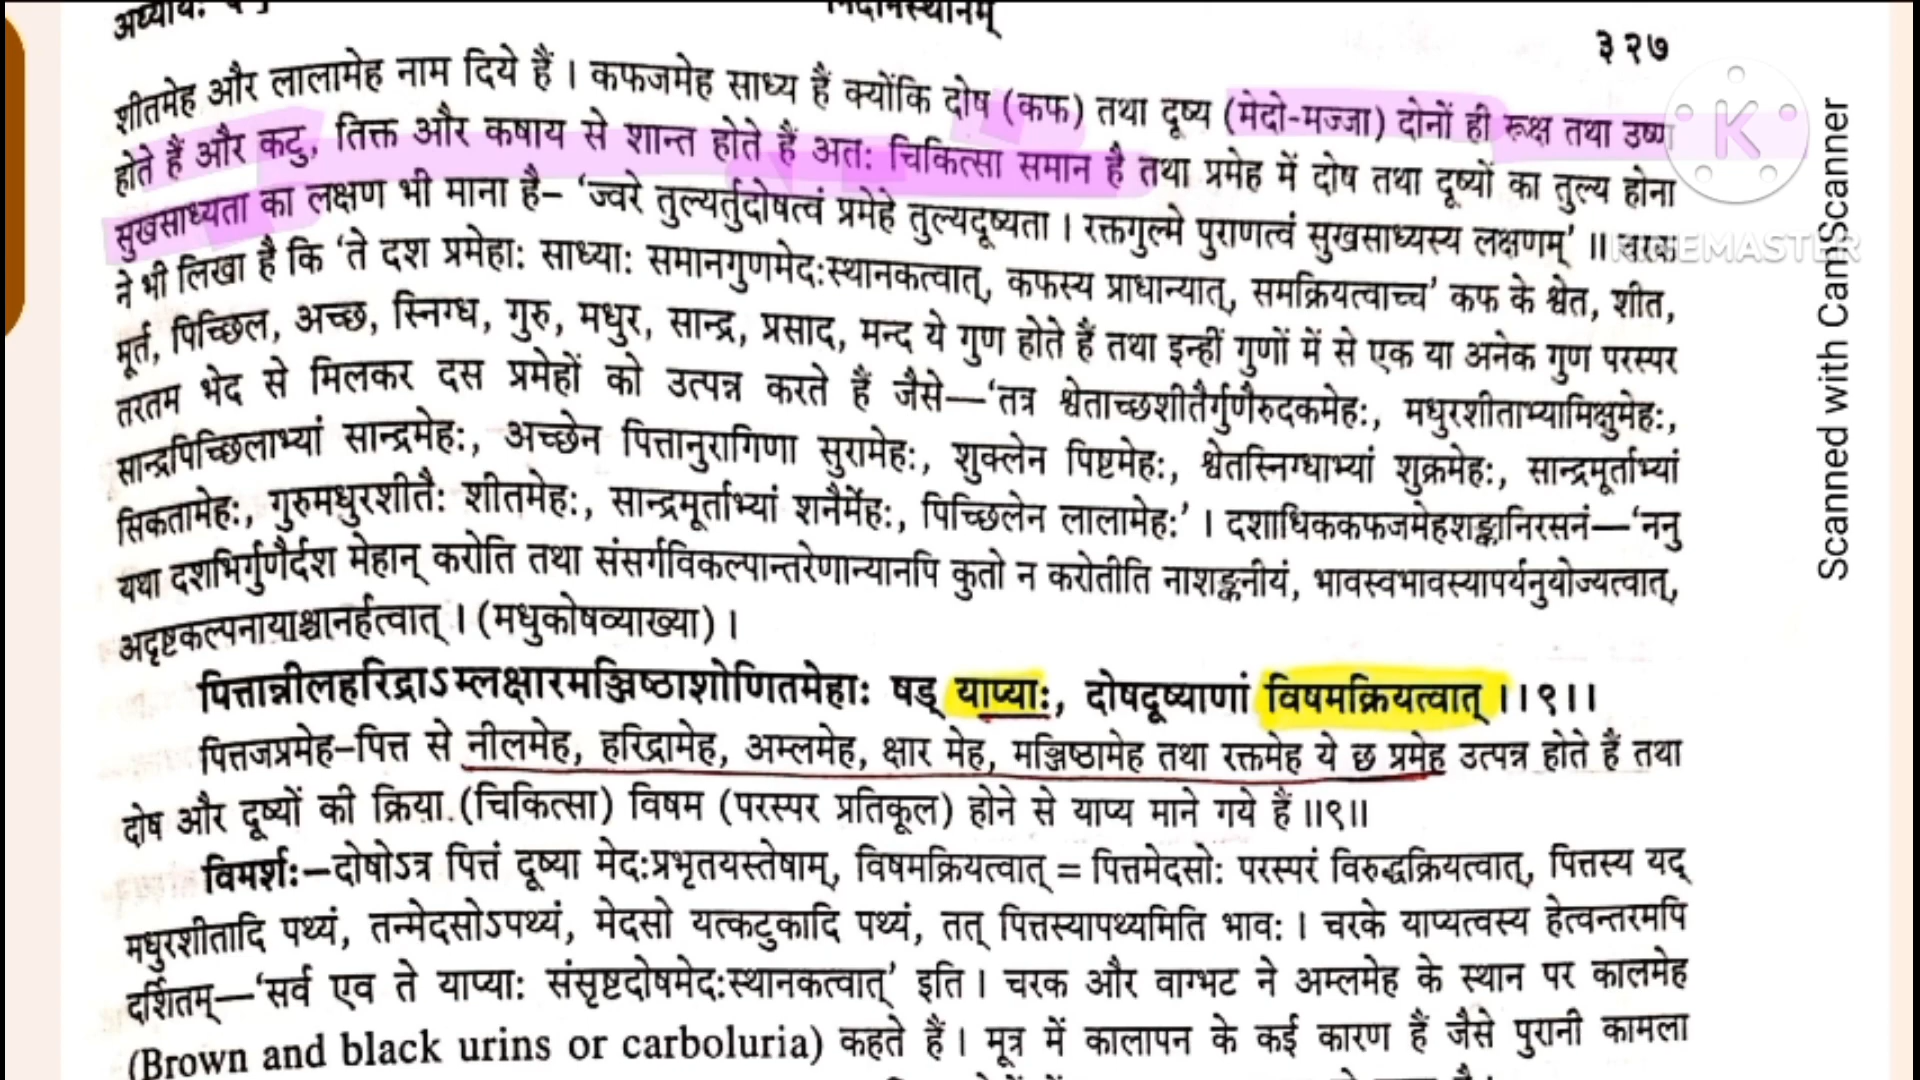 अध्यायः
निदानस्थानम्
३२७
शीतमेह और लालामेह नाम दिये हैं । कफजमेह साध्य हैं क्योंकि दोष (कफ) तथा दूष्य (मेदो-मज्जा) दोनों ही रूक्ष तथा उष्ण
होते हैं और कटु, तिक्त और कषाय से शान्त होते हैं अतः चिकित्सा समान है तथा प्रमेह में दोष तथा दूष्यों का तुल्य होना
सुखसाध्यता का लक्षण भी माना है– ‘ज्वरे तुल्यर्तुदोषत्वं प्रमेहे तुल्यदूष्यता । रक्तगुल्मे पुराणत्वं सुखसाध्यस्य लक्षणम्’ ॥ चरक
ने भी लिखा है कि ‘ते दश प्रमेहाः साध्याः समानगुणमेदःस्थानकत्वात्, कफस्य प्राधान्यात्, समक्रियत्वाच्च’ कफ के श्वेत, शीत,
मूर्त, पिच्छिल, अच्छ, स्निग्ध, गुरु, मधुर, सान्द्र, प्रसाद, मन्द ये गुण होते हैं तथा इन्हीं गुणों में से एक या अनेक गुण परस्पर
तरतम भेद से मिलकर दस प्रमेहों को उत्पन्न करते हैं जैसे—‘तत्र श्वेताच्छशीतैर्गुणैरुदकमेहः, मधुरशीताभ्यामिक्षुमेहः,
सान्द्रपिच्छिलाभ्यां सान्द्रमेहः, अच्छेन पित्तानुरागिणा सुरामेहः, शुक्लेन पिष्टमेहः, श्वेतस्निग्धाभ्यां शुक्रमेहः, सान्द्रमूर्ताभ्यां
सिकतामेहः, गुरुमधुरशीतैः शीतमेहः, सान्द्रमूर्ताभ्यां शनैर्मेहः, पिच्छिलेन लालामेहः’ । दशाधिककफजमेहशङ्कानिरसनं—‘ननु
यथा दशभिर्गुणैर्दश मेहान् करोति तथा संसर्गविकल्पान्तरेणान्यानपि कुतो न करोतीति नाशङ्कनीयं, भावस्वभावस्यापर्यनुयोज्यत्वात्,
अदृष्टकल्पनायाश्चानर्हत्वात् । (मधुकोषव्याख्या) ।
पित्तान्नीलहरिद्राऽम्लक्षारमञ्जिष्ठाशोणितमेहाः षड् याप्याः, दोषदूष्याणां विषमक्रियत्वात् ।।९।।
पित्तजप्रमेह–पित्त से नीलमेह, हरिद्रामेह, अम्लमेह, क्षार मेह, मञ्जिष्ठामेह तथा रक्तमेह ये छ प्रमेह उत्पन्न होते हैं तथा
दोष और दूष्यों की क्रिया (चिकित्सा) विषम (परस्पर प्रतिकूल) होने से याप्य माने गये हैं ॥९॥
विमर्शः–दोषोऽत्र पित्तं दूष्या मेदःप्रभृतयस्तेषाम्, विषमक्रियत्वात् = पित्तमेदसोः परस्परं विरुद्धक्रियत्वात्, पित्तस्य यद्
मधुरशीतादि पथ्यं, तन्मेदसोऽपथ्यं, मेदसो यत्कटुकादि पथ्यं, तत् पित्तस्यापथ्यमिति भावः । चरके याप्यत्वस्य हेत्वन्तरमपि
दर्शितम्—‘सर्व एव ते याप्याः संसृष्टदोषमेदःस्थानकत्वात्’ इति । चरक और वाग्भट ने अम्लमेह के स्थान पर कालमेह
(Brown and black urins or carboluria) कहते हैं । मूत्र में कालापन के कई कारण हैं जैसे पुरानी कामला
K
KINEMASTER
Scanned with CamScanner